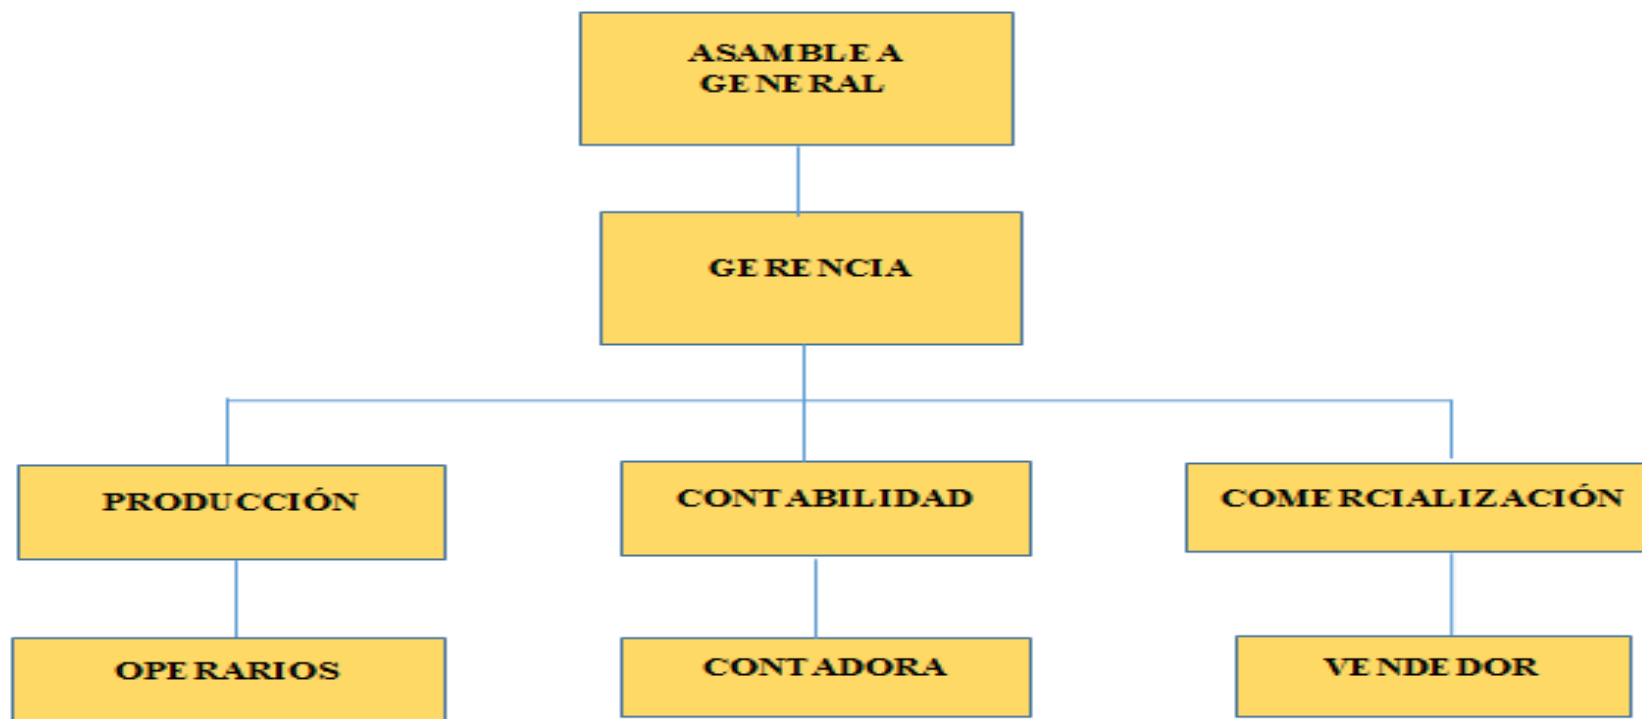 ASAMBLEA
GENERAL
GERENCIA
PRODUCCIÓN
CONTABILIDAD
COMERCIALIZACIÓN
OPERARIOS
CONTADORA
VENDEDOR